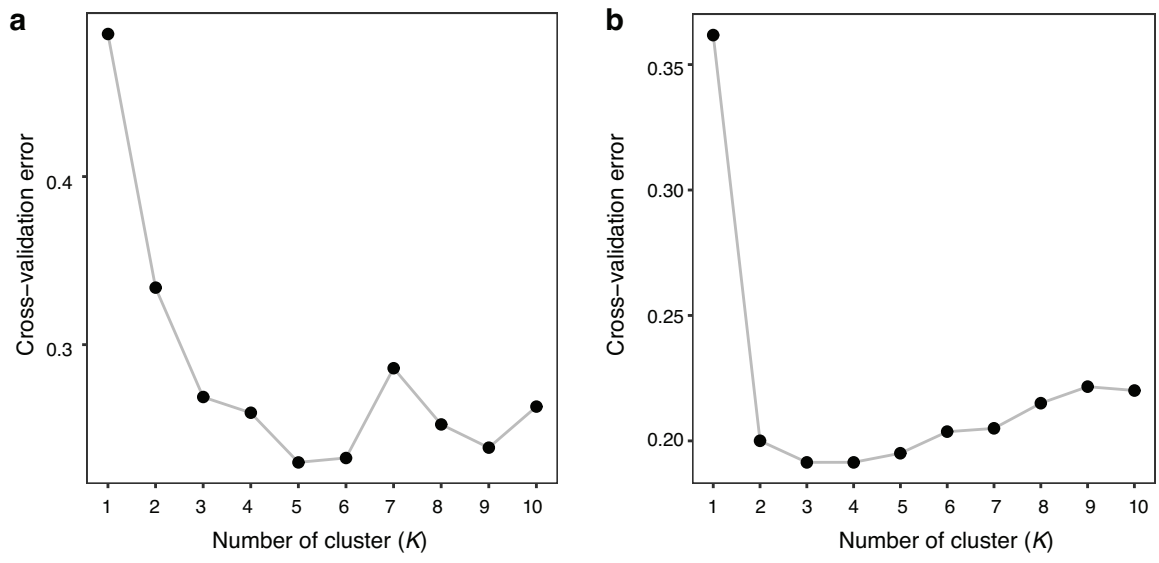 a
Cross−validation error
0.4
0.3
1 2 3 4 5 6 7 8 9 10
Number of cluster (K)
b
Cross−validation error
0.35
0.30
0.25
0.20
1 2 3 4 5 6 7 8 9 10
Number of cluster (K)